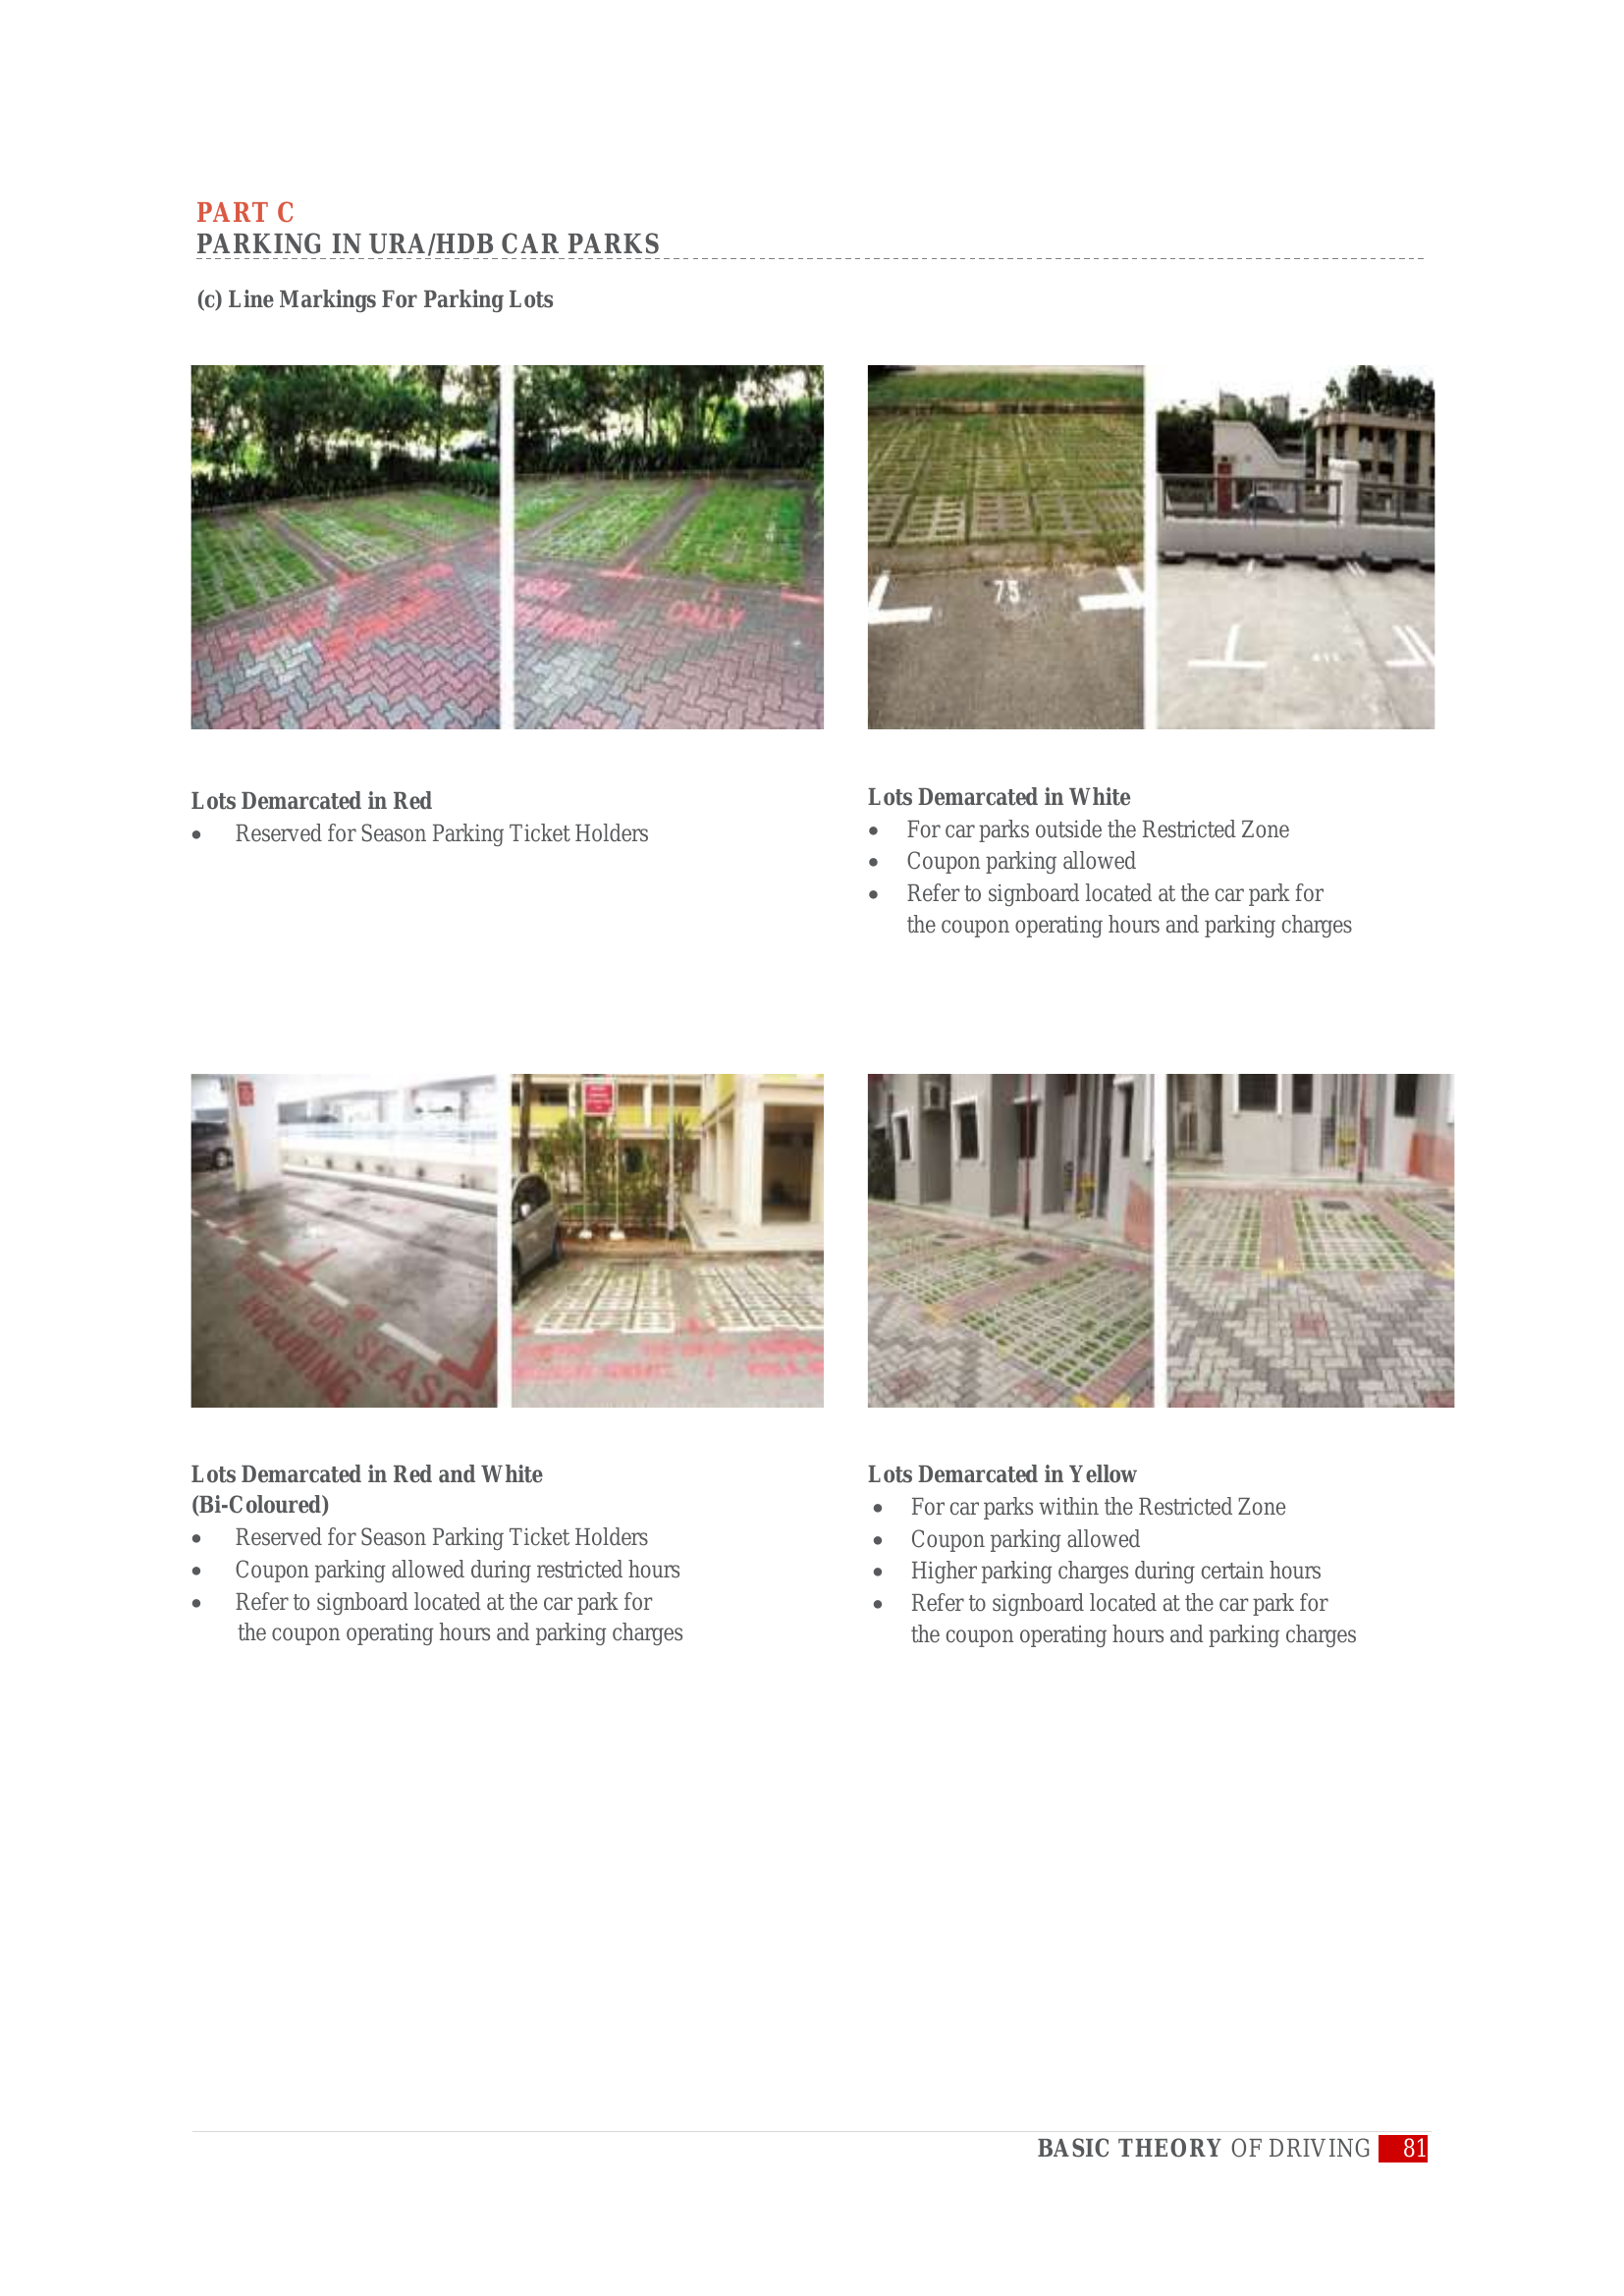 PART C
PARKING IN URA/HDB CAR PARKS
(c) Line Markings For Parking Lots
ONLY
75
Lots Demarcated in Red
• Reserved for Season Parking Ticket Holders
Lots Demarcated in White
• For car parks outside the Restricted Zone
• Coupon parking allowed
• Refer to signboard located at the car park for
the coupon operating hours and parking charges
FOR SEASO
INCLUDING
Lots Demarcated in Red and White
(Bi-Coloured)
• Reserved for Season Parking Ticket Holders
• Coupon parking allowed during restricted hours
• Refer to signboard located at the car park for
the coupon operating hours and parking charges
Lots Demarcated in Yellow
• For car parks within the Restricted Zone
• Coupon parking allowed
• Higher parking charges during certain hours
• Refer to signboard located at the car park for
the coupon operating hours and parking charges
BASIC THEORY OF DRIVING 81